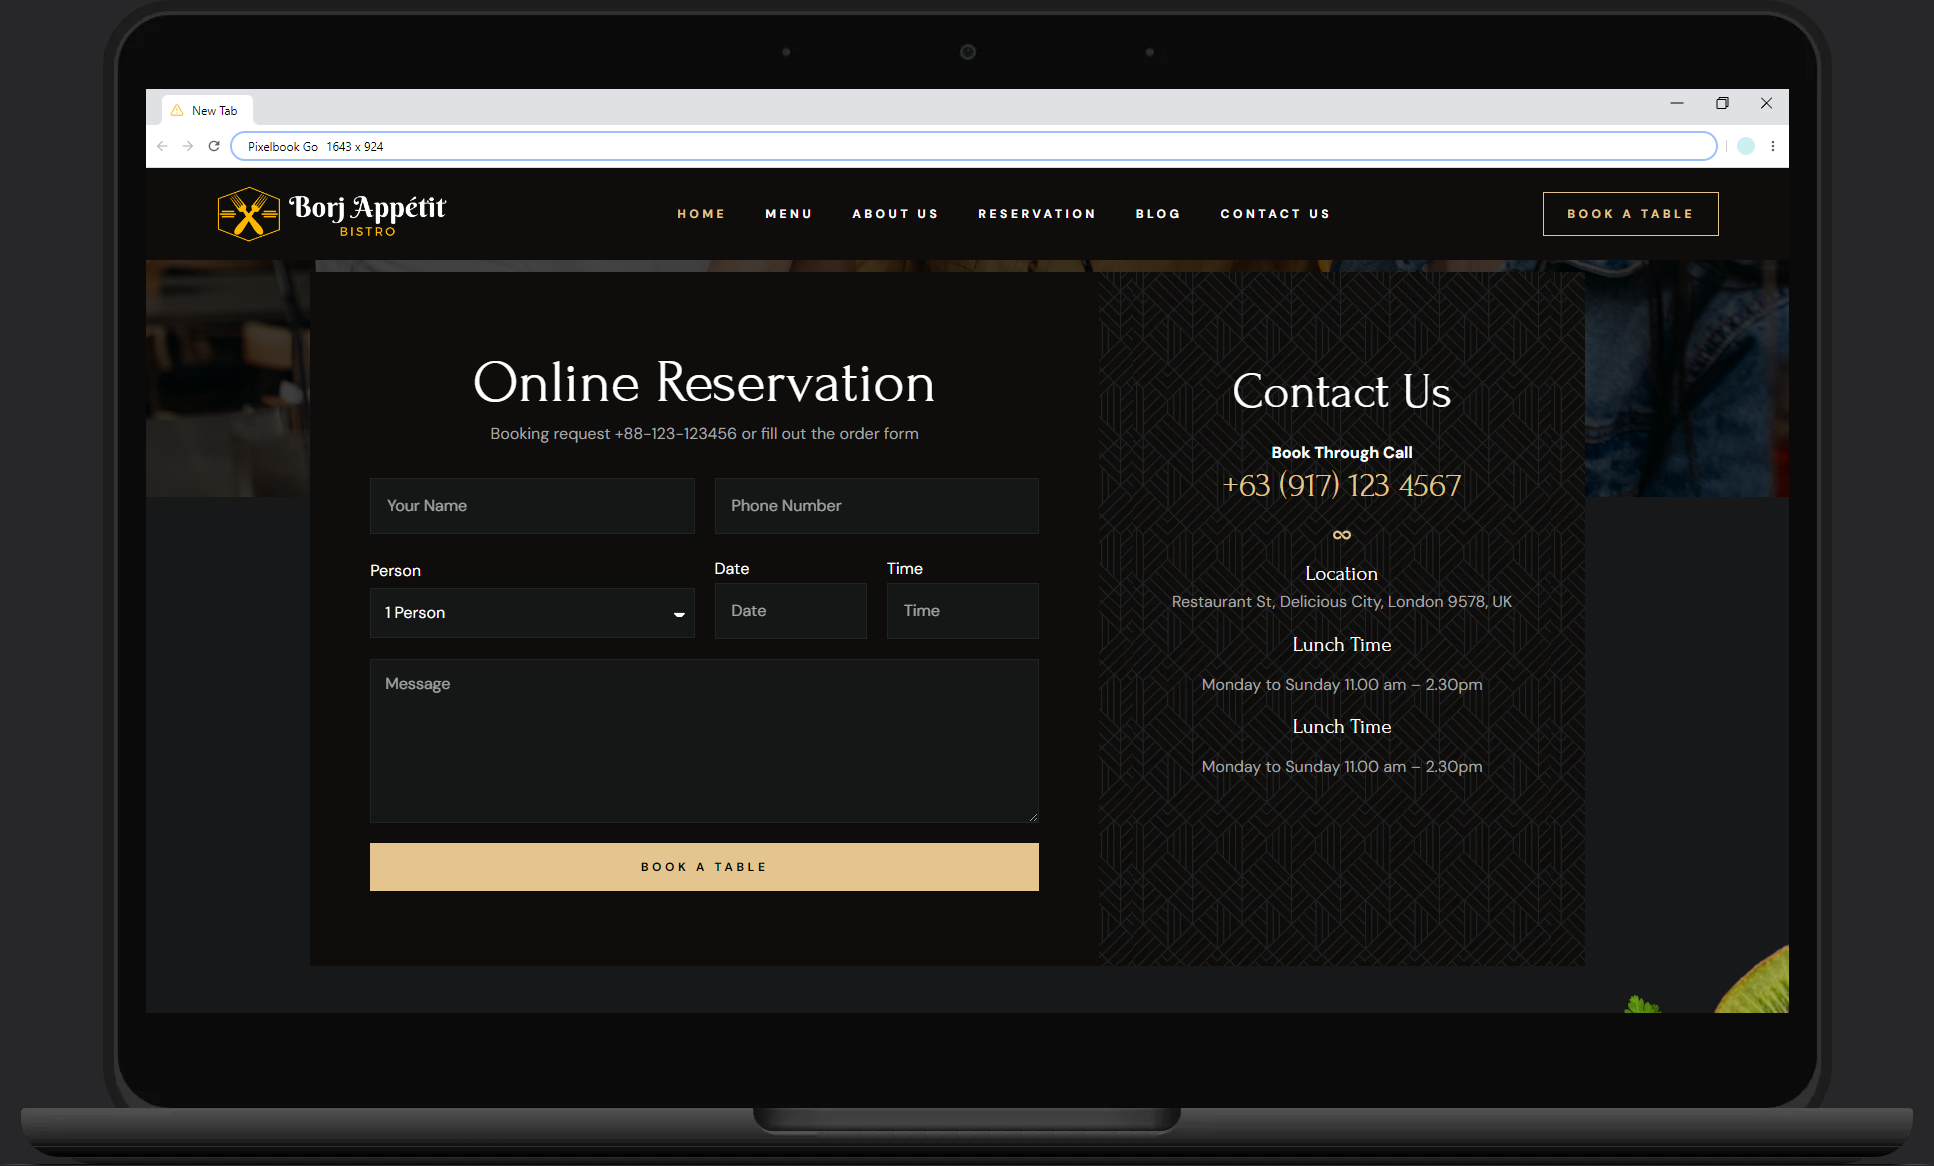 New Tab
Pixelbook Go 1643 x 924
Borj Appétit
BISTRO
HOME MENU ABOUT US RESERVATION BLOG CONTACT US
BOOK A TABLE
Online Reservation
Booking request +88-123-123456 or fill out the order form
Your Name
Phone Number
Person
Date
Time
1 Person
Date
Time
Message
BOOK A TABLE
Contact Us
Book Through Call
+63 (917) 123 4567
Location
Restaurant St, Delicious City, London 9578, UK
Lunch Time
Monday to Sunday 11.00 am – 2.30pm
Lunch Time
Monday to Sunday 11.00 am – 2.30pm